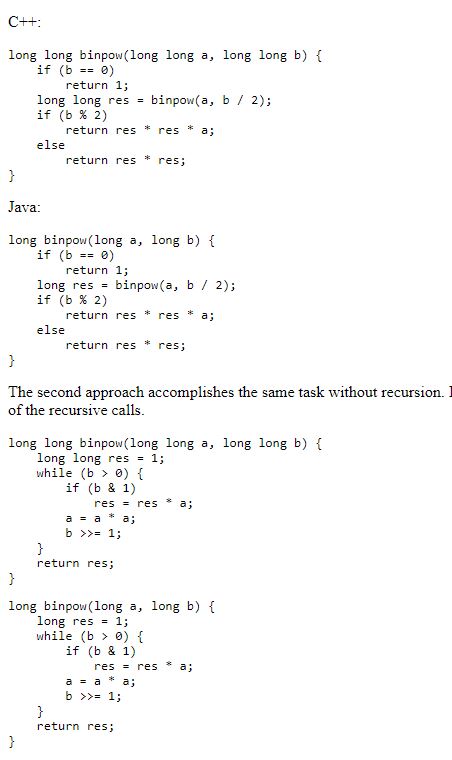 C++:
long long binpow(long long a, long long b) {
    if (b == 0)
        return 1;
    long long res = binpow(a, b / 2);
    if (b % 2)
        return res * res * a;
    else
        return res * res;
}
Java:
long binpow(long a, long b) {
    if (b == 0)
        return 1;
    long res = binpow(a, b / 2);
    if (b % 2)
        return res * res * a;
    else
        return res * res;
}
The second approach accomplishes the same task without recursion.
of the recursive calls.
long long binpow(long long a, long long b) {
    long long res = 1;
    while (b > 0) {
        if (b & 1)
            res = res * a;
        a = a * a;
        b >>= 1;
    }
    return res;
}
long binpow(long a, long b) {
    long res = 1;
    while (b > 0) {
        if (b & 1)
            res = res * a;
        a = a * a;
        b >>= 1;
    }
    return res;
}